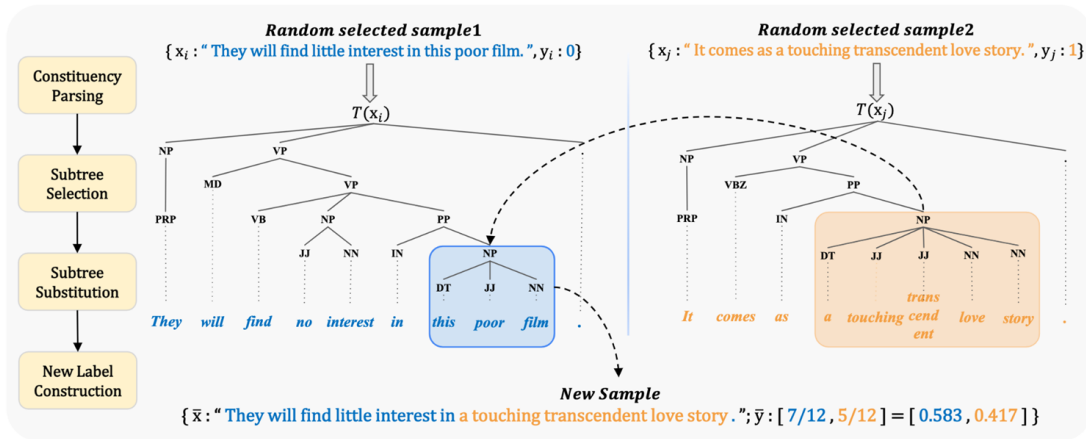 Random selected sample1
{ xᵢ : “ They will find little interest in this poor film. ”, yᵢ : 0}
Random selected sample2
{ xⱼ : “ It comes as a touching transcendent love story. ”, yⱼ : 1}
Constituency
Parsing
Subtree
Selection
Subtree
Substitution
New Label
Construction
T(xᵢ)
NP VP .
MD VP
PRP VB NP PP
JJ NN IN NP
DT JJ NN
They will find no interest in this poor film .
T(xⱼ)
NP VP .
VBZ PP
PRP IN NP
DT JJ JJ NN NN
It comes as a touching trans
cend
ent love story .
New Sample
{ x̄ : “ They will find little interest in a touching transcendent love story . ”; ȳ : [ 7/12 , 5/12 ] = [ 0.583 , 0.417 ] }